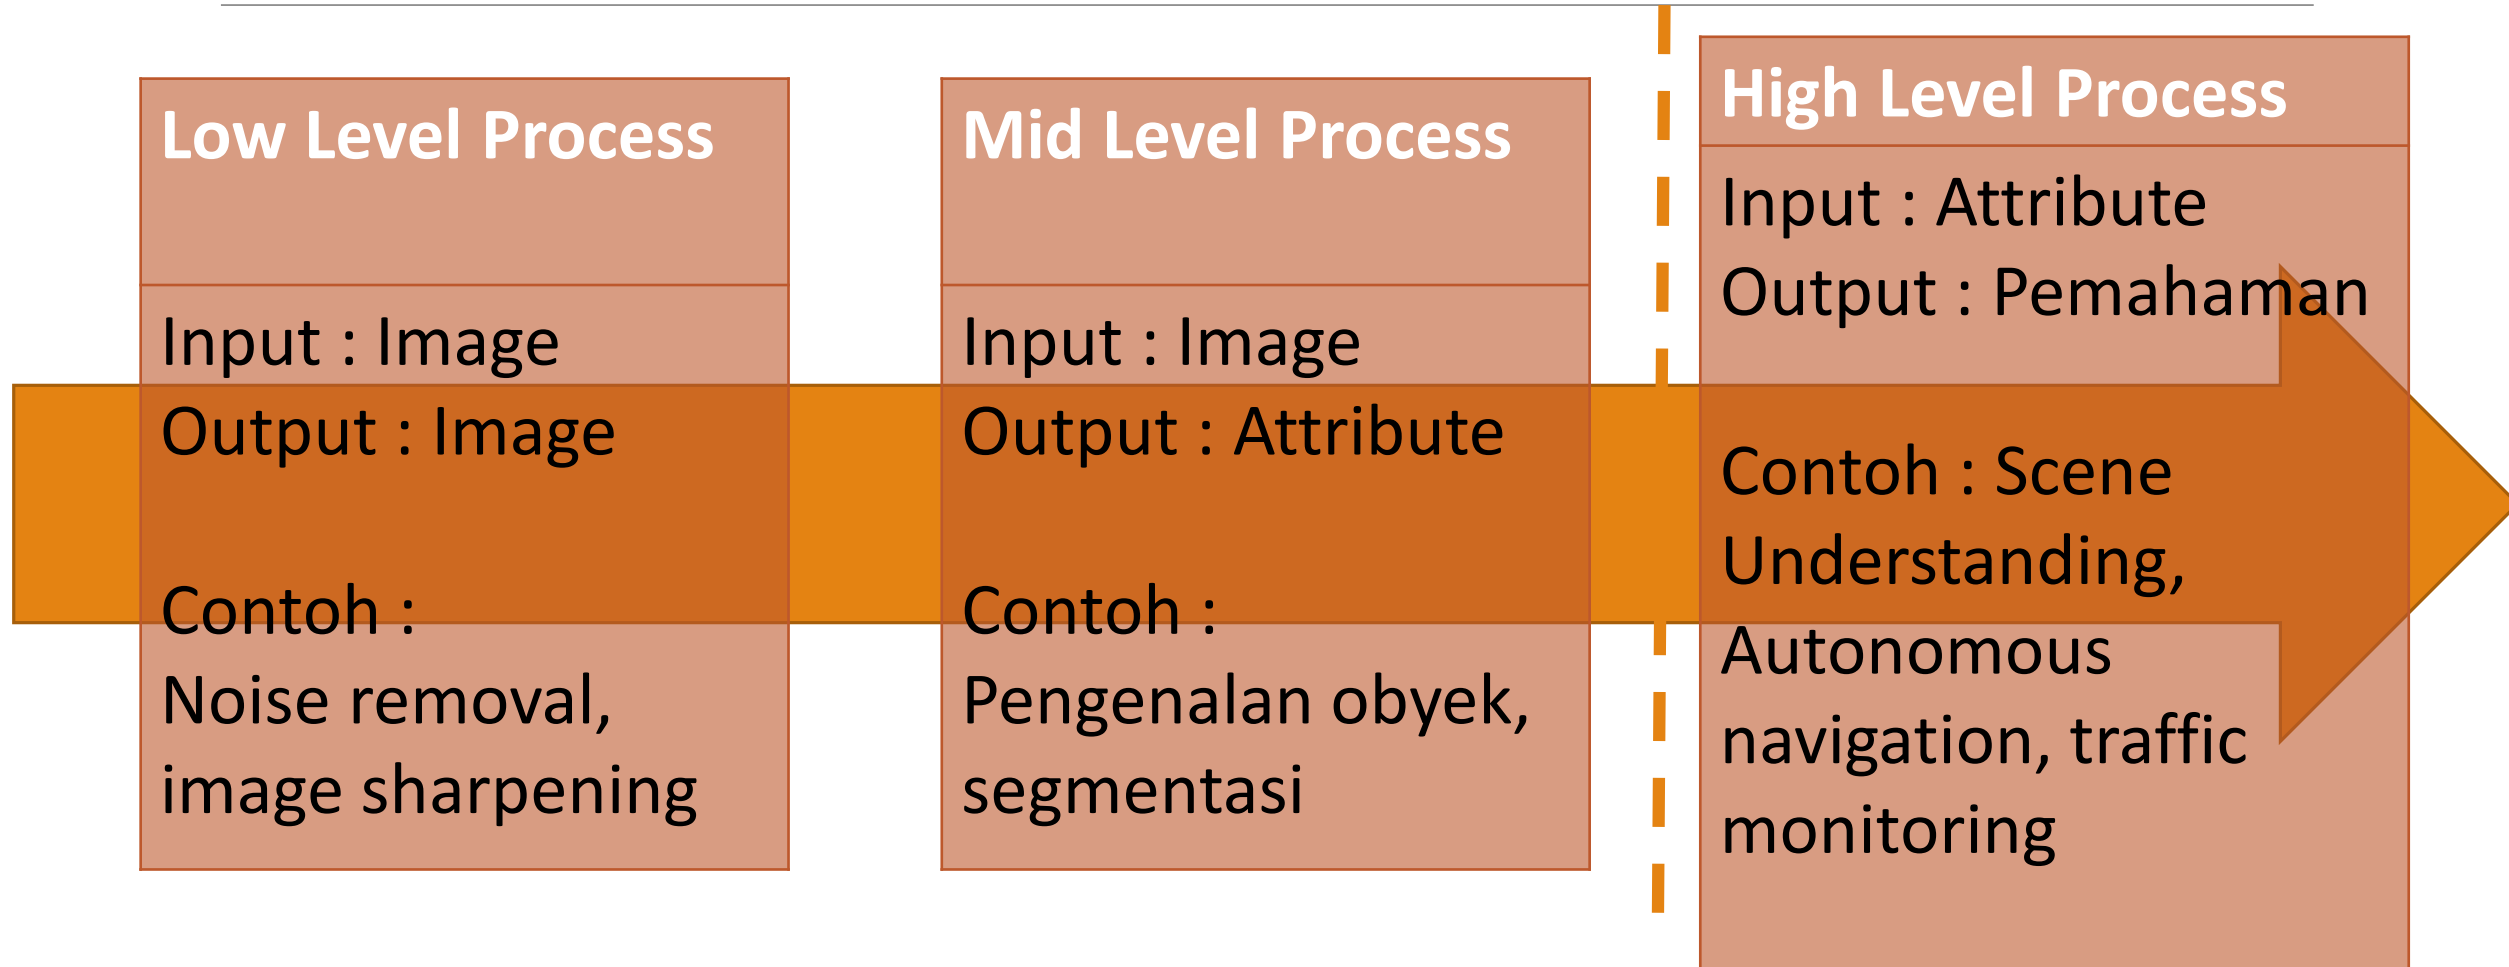 Low Level Process
Input : Image
Output : Image
Contoh :
Noise removal,
image sharpening
Mid Level Process
Input : Image
Output : Attribute
Contoh :
Pengenalan obyek,
segmentasi
High Level Process
Input : Attribute
Output : Pemahaman
Contoh : Scene
Understanding,
Autonomous
navigation, traffic
monitoring